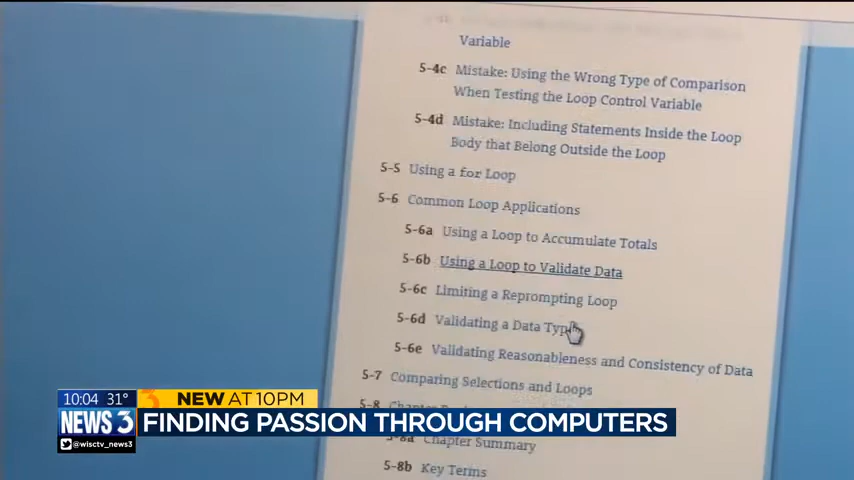 Variable
5-4c Mistake: Using the Wrong Type of Comparison
When Testing the Loop Control Variable
5-4d Mistake: Including Statements Inside the Loop
Body that Belong Outside the Loop
5-5 Using a for Loop
5-6 Common Loop Applications
5-6a Using a Loop to Accumulate Totals
5-6b Using a Loop to Validate Data
5-6c Limiting a Reprompting Loop
5-6d Validating a Data Typ
5-6e Validating Reasonableness and Consistency of Data
5-7 Comparing Selections and Loops
5-8 Chapter
10:04 31° 3 NEW AT 10PM
NEWS 3 FINDING PASSION THROUGH COMPUTERS
@wisctv_news3
Chapter Summary
5-8b Key Terms